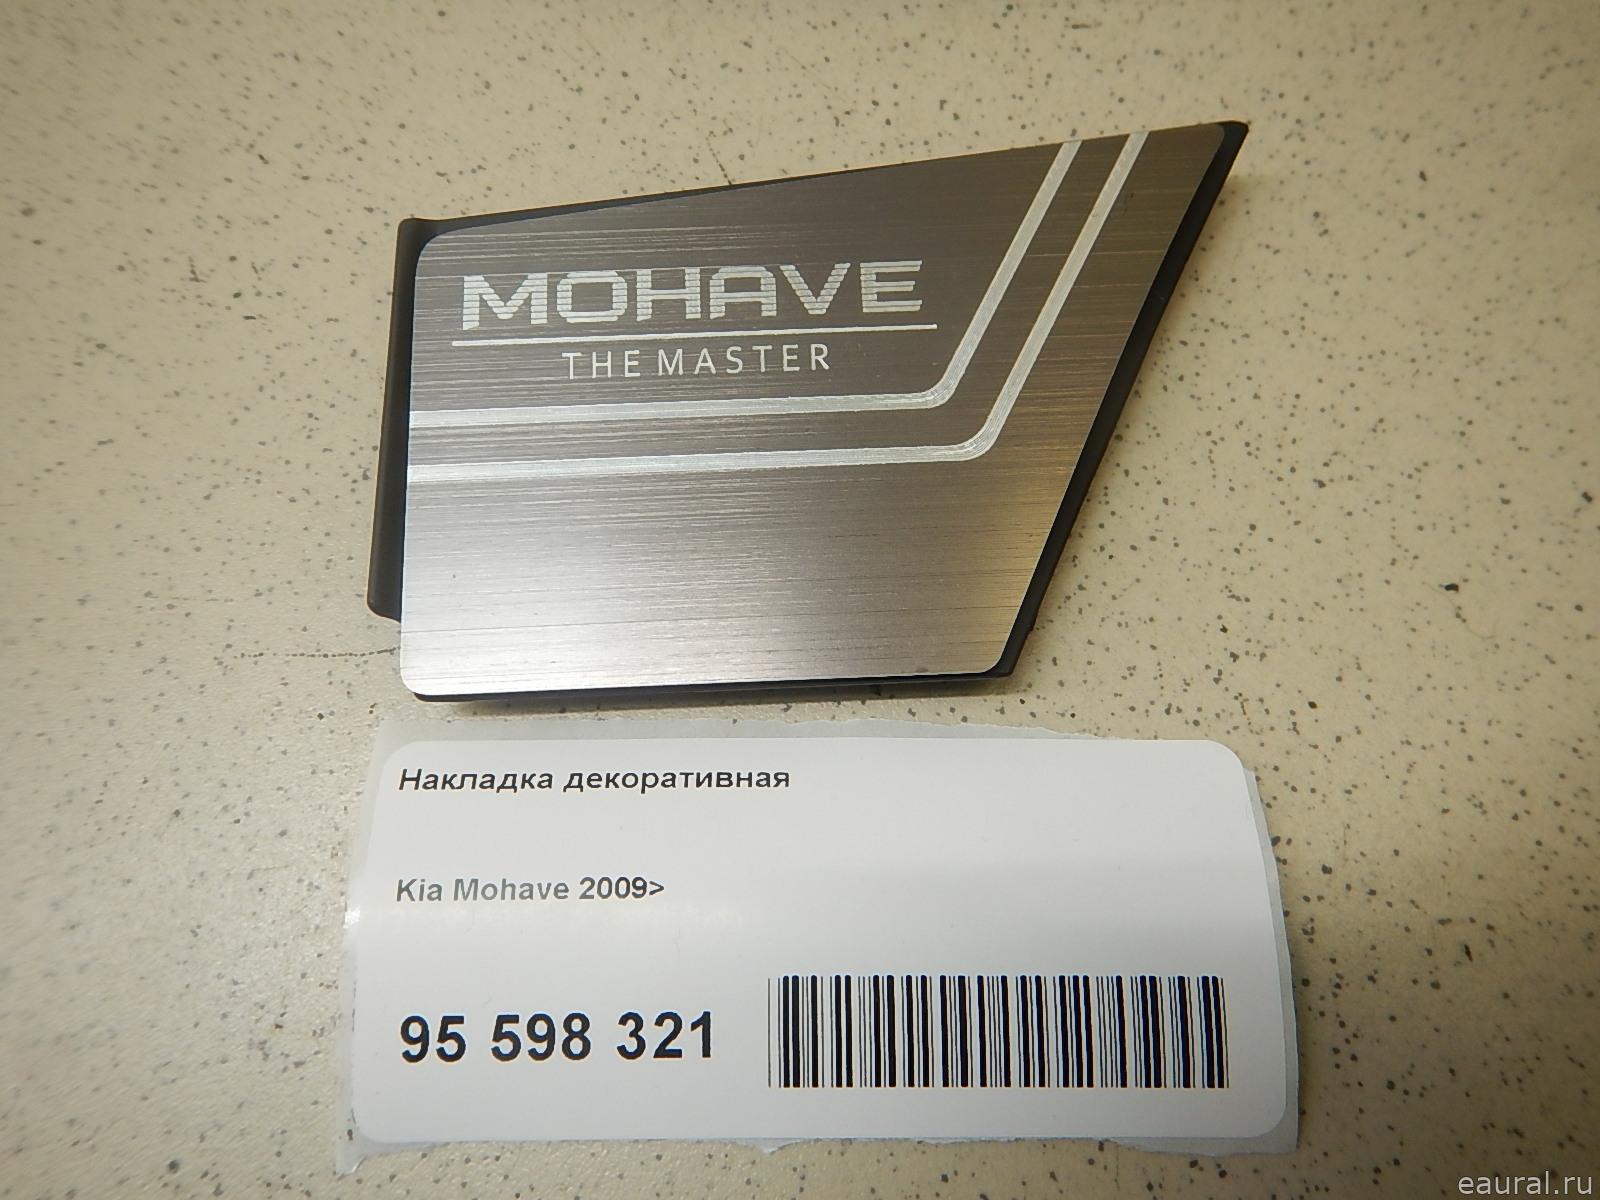 MOHAVE
THE MASTER
Накладка декоративная
Kia Mohave 2009>
95 598 321
eaural.ru